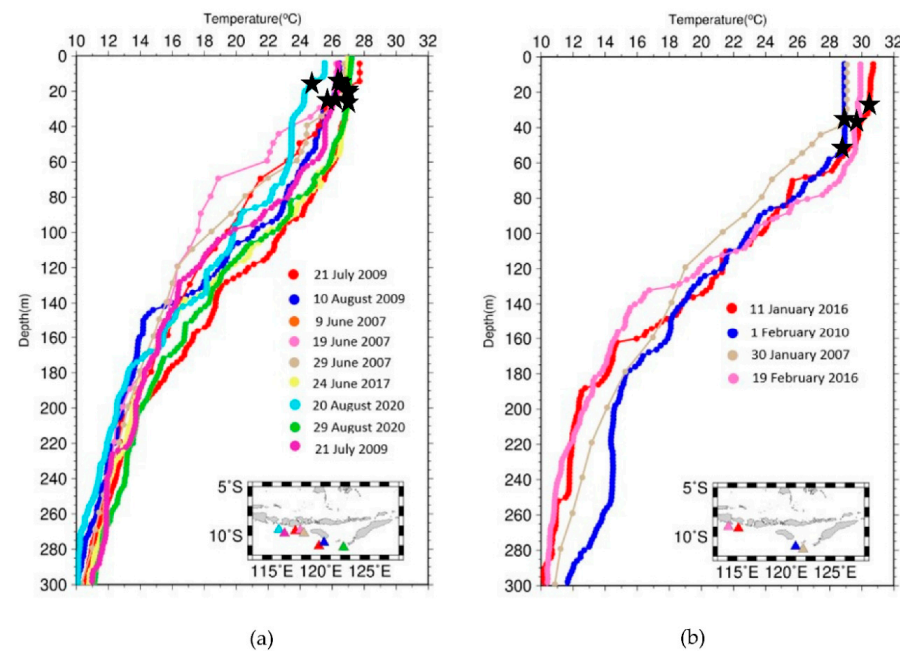 Temperature(°C)
10 12 14 16 18 20 22 24 26 28 30 32
0
20
40
60
80
100
120
140
160
180
200
220
240
260
280
300
Depth(m)
21 July 2009
10 August 2009
9 June 2007
19 June 2007
29 June 2007
24 June 2017
20 August 2020
29 August 2020
21 July 2009
5˚S
10˚S
115˚E 120˚E 125˚E
(a)
Temperature(°C)
10 12 14 16 18 20 22 24 26 28 30 32
0
20
40
60
80
100
120
140
160
180
200
220
240
260
280
300
Depth(m)
11 January 2016
1 February 2010
30 January 2007
19 February 2016
5˚S
10˚S
115˚E 120˚E 125˚E
(b)